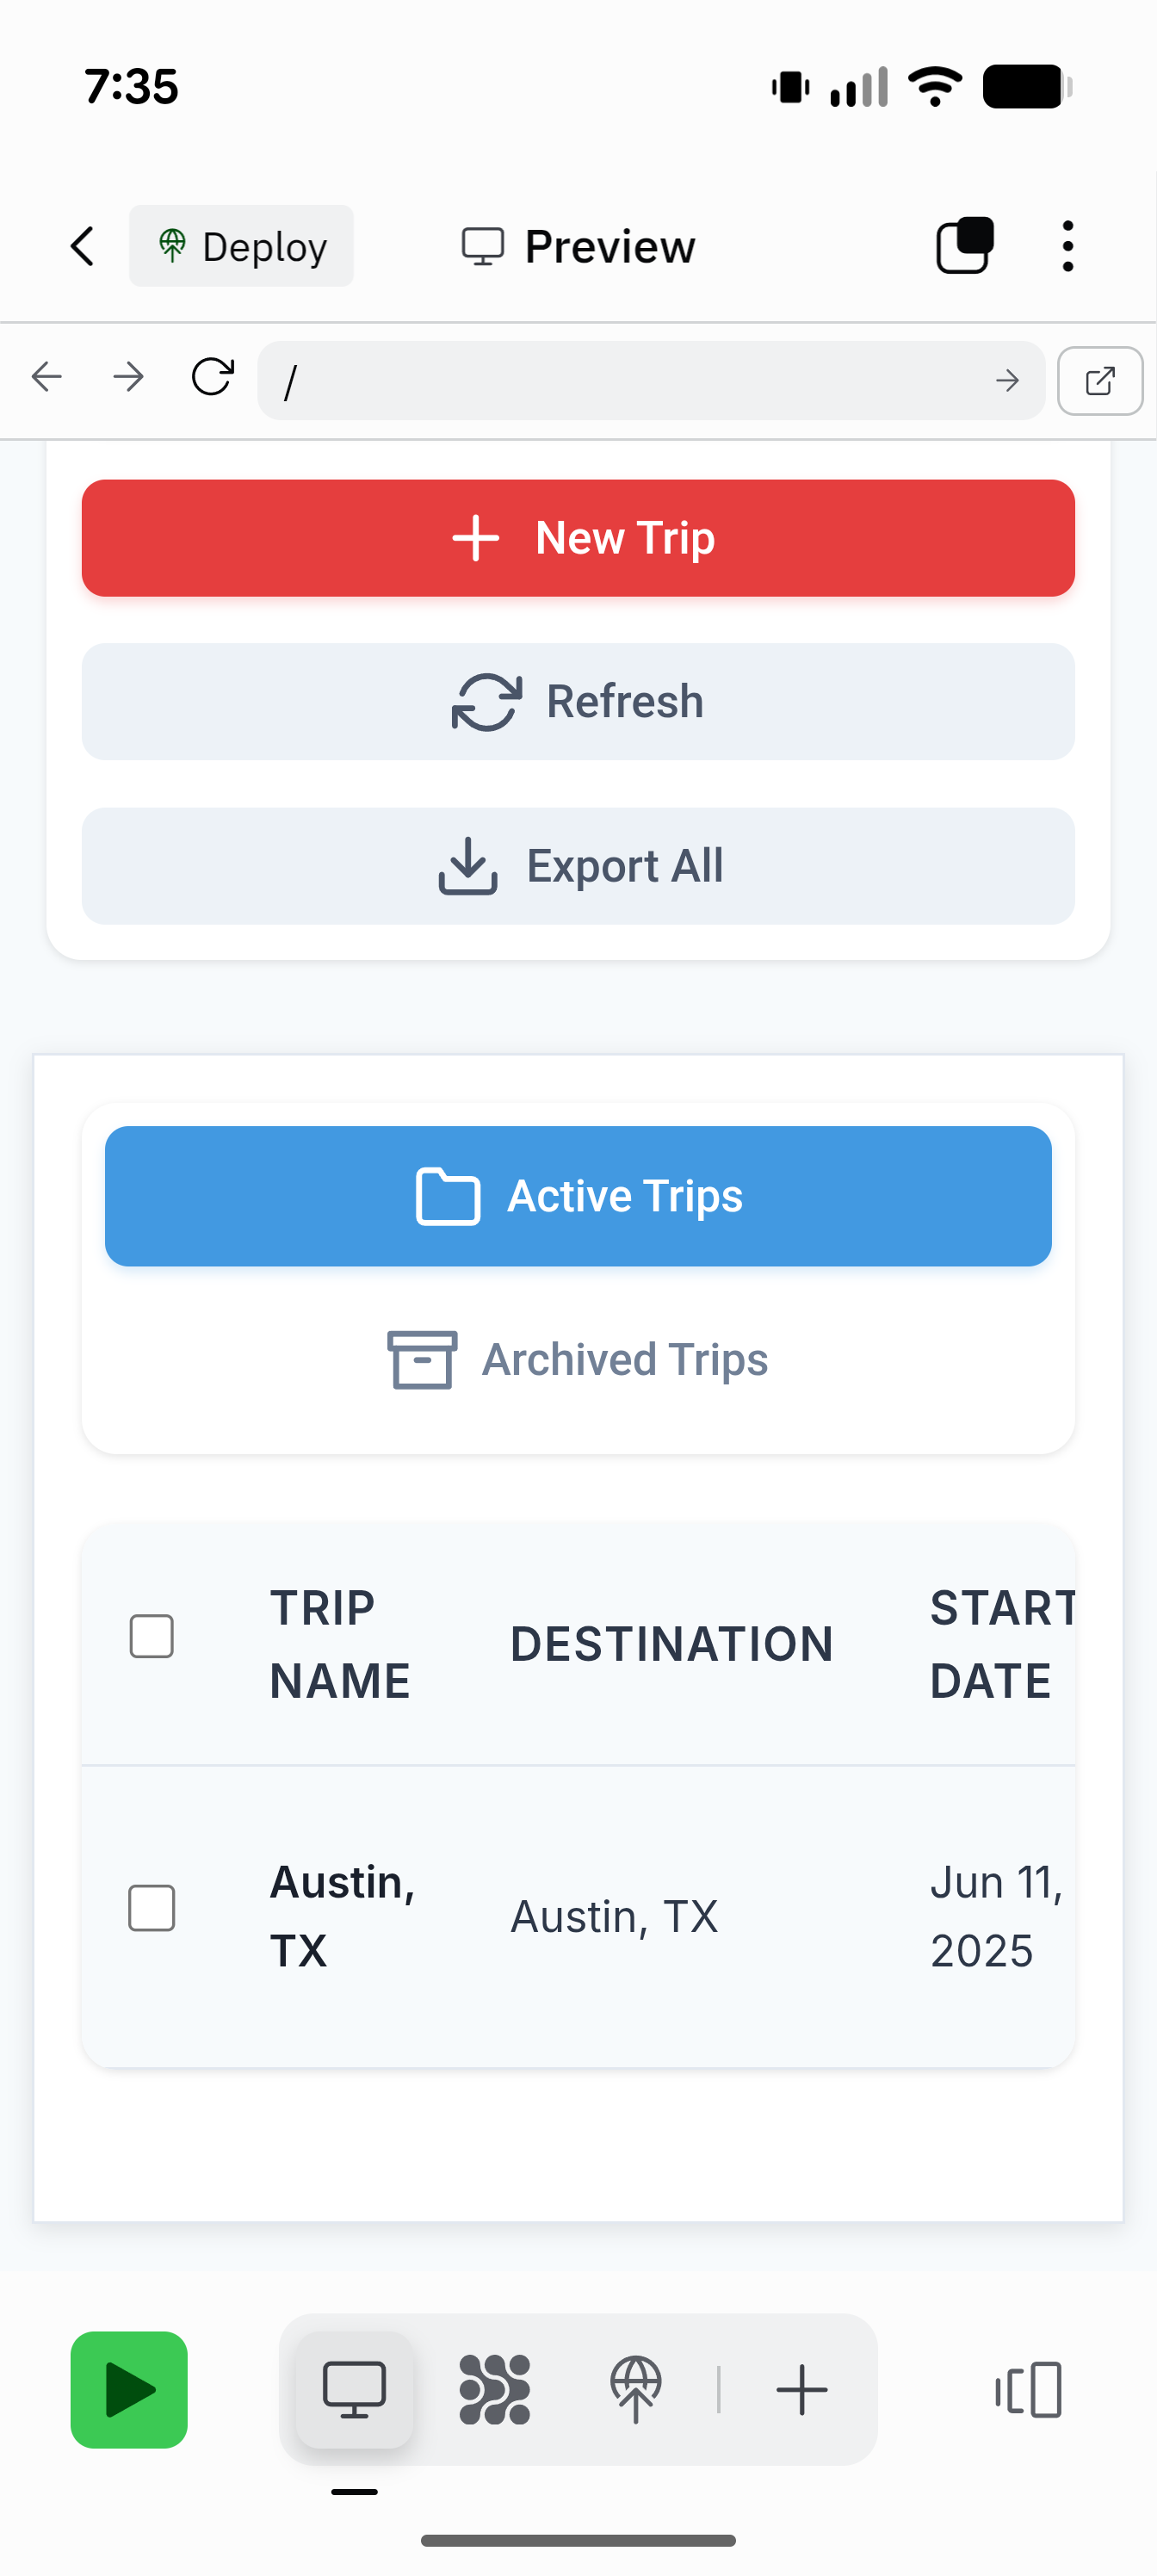 7:35
Deploy
Preview
/
New Trip
Refresh
Export All
Active Trips
Archived Trips
TRIP NAME
DESTINATION
START DATE
Austin, TX
Austin, TX
Jun 11, 2025